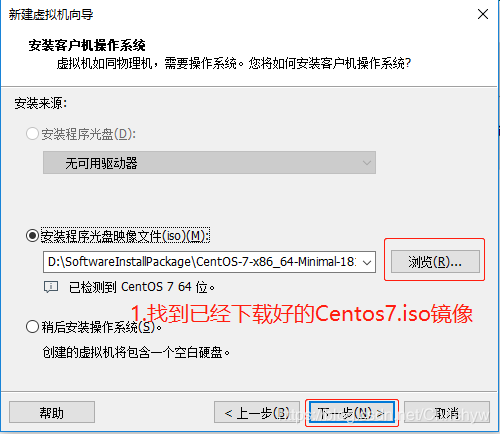 新建虚拟机向导
安装客户机操作系统
虚拟机如同物理机，需要操作系统。您将如何安装客户机操作系统?
安装来源:
安装程序光盘(D):
无可用驱动器
安装程序光盘映像文件(iso)(M):
D:\SoftwareInstallPackage\CentOS-7-x86_64-Minimal-18
浏览(R)...
已检测到 CentOS 7 64 位。
1.找到已经下载好的Centos7.iso镜像
稍后安装操作系统(S)。
创建的虚拟机将包含一个空白硬盘。
帮助
< 上一步(B)
下一步(N) >
取消